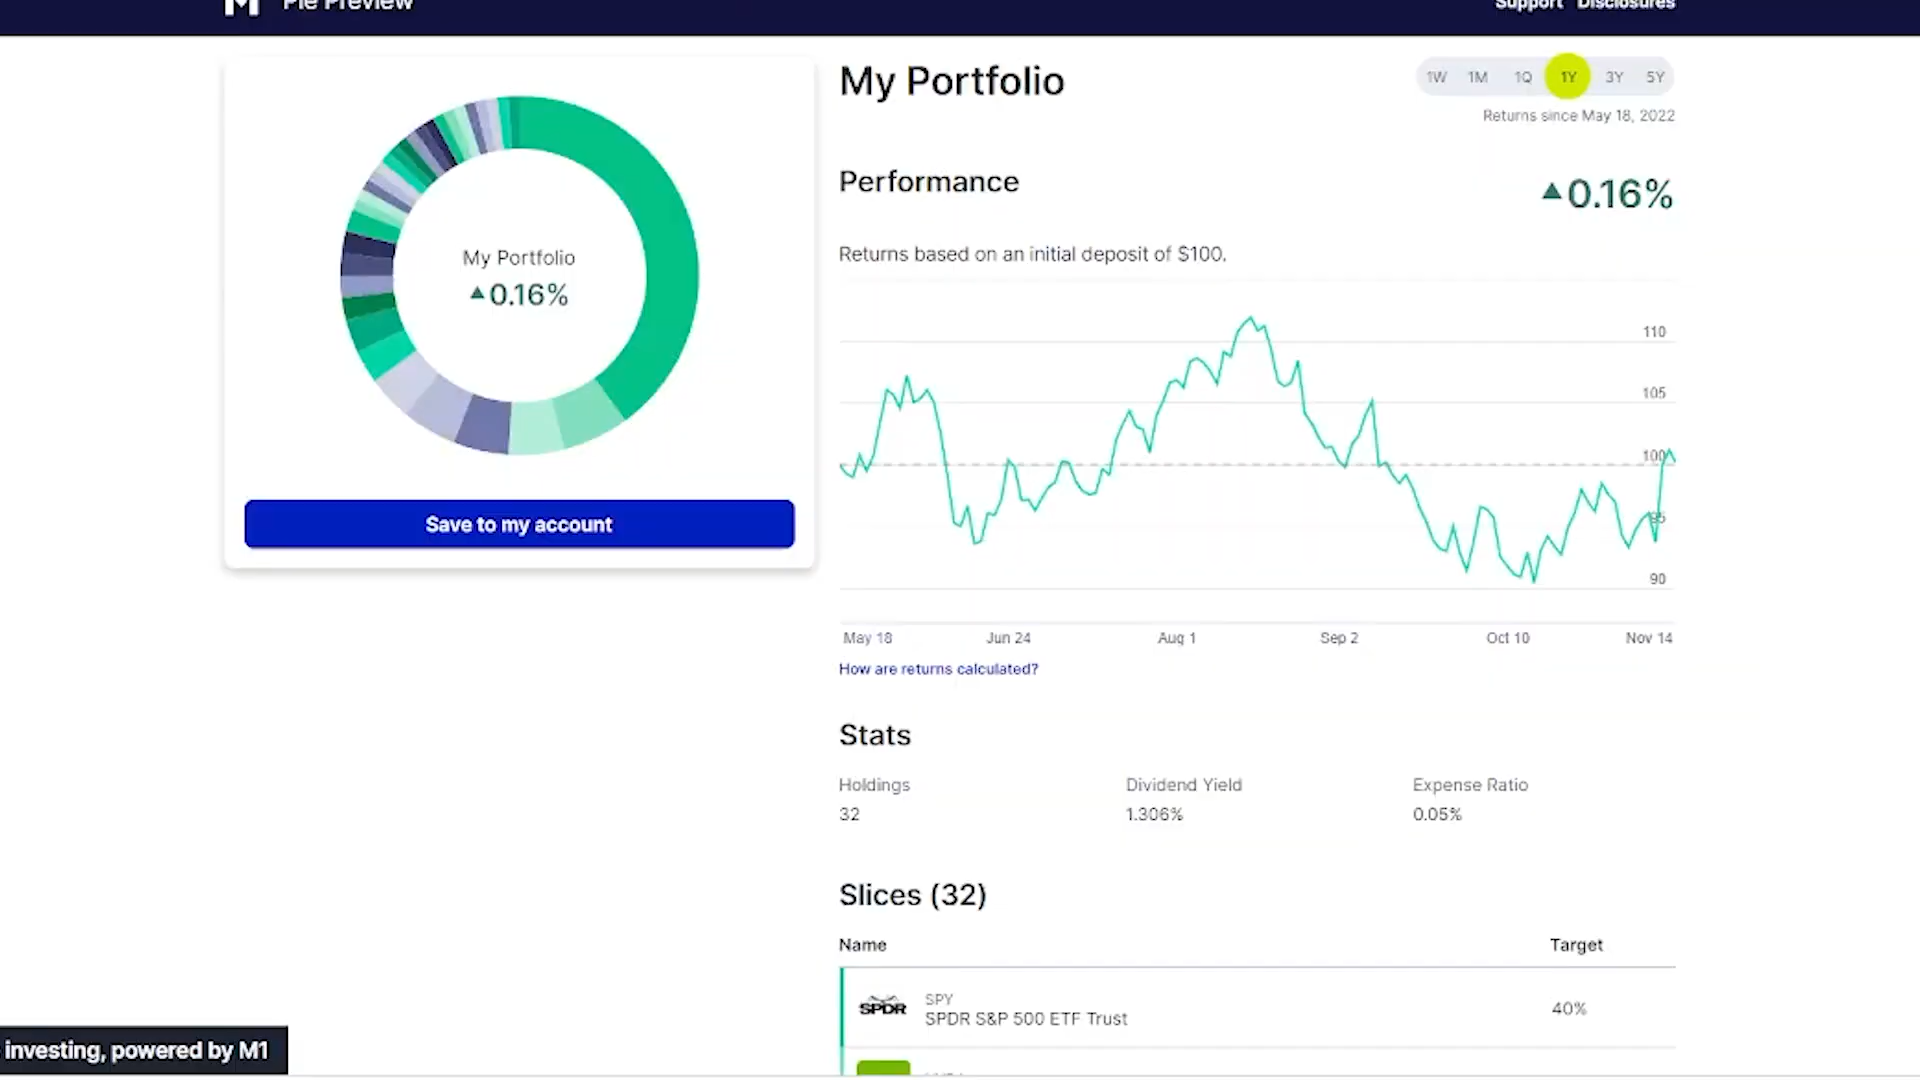 Pie Preview
Support Disclosures
My Portfolio
1W 1M 1Q 1Y 3Y 5Y
Returns since May 18, 2022
Performance
0.16%
Returns based on an initial deposit of $100.
My Portfolio
0.16%
Save to my account
110
105
100
95
90
May 18 Jun 24 Aug 1 Sep 2 Oct 10 Nov 14
How are returns calculated?
Stats
Holdings Dividend Yield Expense Ratio
32 1.306% 0.05%
Slices (32)
Name Target
SPDR
SPY
SPDR S&P 500 ETF Trust
40%
investing, powered by M1